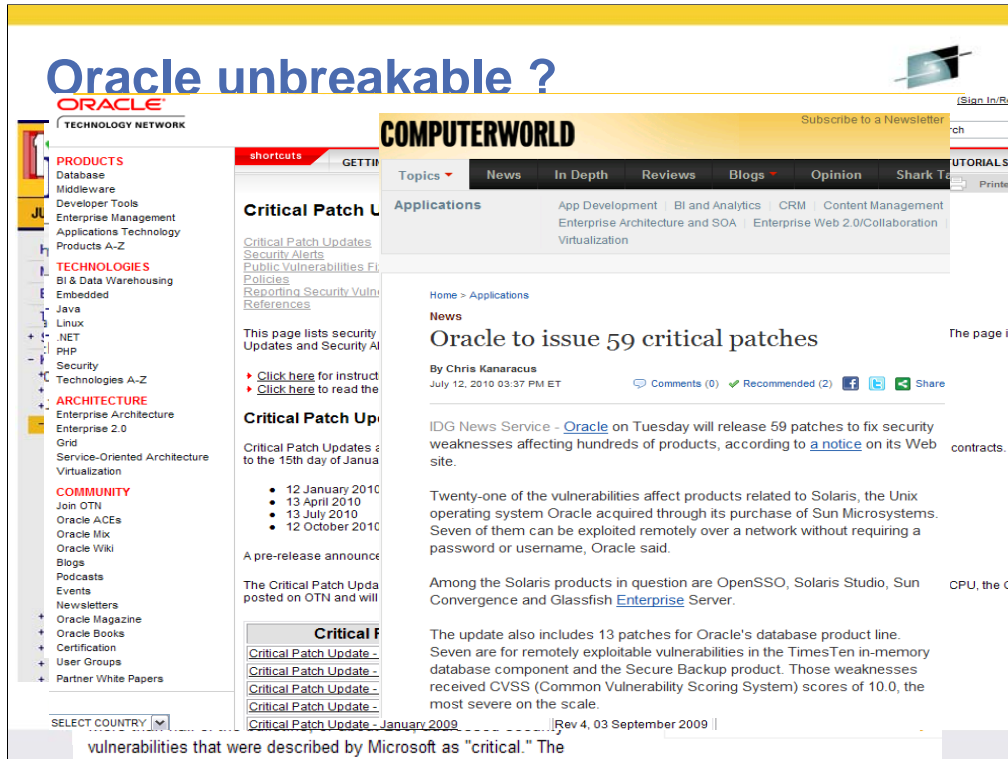 Oracle unbreakable ?
ORACLE
TECHNOLOGY NETWORK
PRODUCTS
Database
Middleware
Developer Tools
Enterprise Management
Applications Technology
Products A-Z
TECHNOLOGIES
BI & Data Warehousing
Embedded
Java
Linux
.NET
PHP
Security
Technologies A-Z
ARCHITECTURE
Enterprise Architecture
Enterprise 2.0
Grid
Service-Oriented Architecture
Virtualization
COMMUNITY
Join OTN
Oracle ACEs
Oracle Mix
Oracle Wiki
Blogs
Podcasts
Events
Newsletters
Oracle Magazine
Oracle Books
Certification
User Groups
Partner White Papers
SELECT COUNTRY
shortcuts
Critical Patch
Critical Patch Updates
Security Alerts
Public Vulnerabilities
Policies
Reporting Security
References
This page lists security
Updates and Security
Click here for
Click here to read the
Critical Patch
Critical Patch Updates
to the 15th day of
12 January 2010
13 April 2010
13 July 2010
12 October 2010
A pre-release
The Critical Patch
posted on OTN and will
Critical
Critical Patch Update -
Critical Patch Update -
Critical Patch Update -
Critical Patch Update -
Critical Patch Update - January 2009
Rev 4, 03 September 2009
Subscribe to a Newsletter
COMPUTERWORLD
Topics News In Depth Reviews Blogs Opinion Shark
Applications
App Development | BI and Analytics | CRM | Content Management
Enterprise Architecture and SOA | Enterprise Web 2.0/Collaboration |
Virtualization
Home > Applications
News
Oracle to issue 59 critical patches
By Chris Kanaracus
July 12, 2010 03:37 PM ET
Comments (0) Recommended (2) Share
IDG News Service - Oracle on Tuesday will release 59 patches to fix security
weaknesses affecting hundreds of products, according to a notice on its Web
site.
Twenty-one of the vulnerabilities affect products related to Solaris, the Unix
operating system Oracle acquired through its purchase of Sun Microsystems.
Seven of them can be exploited remotely over a network without requiring a
password or username, Oracle said.
Among the Solaris products in question are OpenSSO, Solaris Studio, Sun
Convergence and Glassfish Enterprise Server.
The update also includes 13 patches for Oracle's database product line.
Seven are for remotely exploitable vulnerabilities in the TimesTen in-memory
database component and the Secure Backup product. Those weaknesses
received CVSS (Common Vulnerability Scoring System) scores of 10.0, the
most severe on the scale.
(Sign In/
The page
contracts.
CPU, the
vulnerabilities that were described by Microsoft as "critical." The